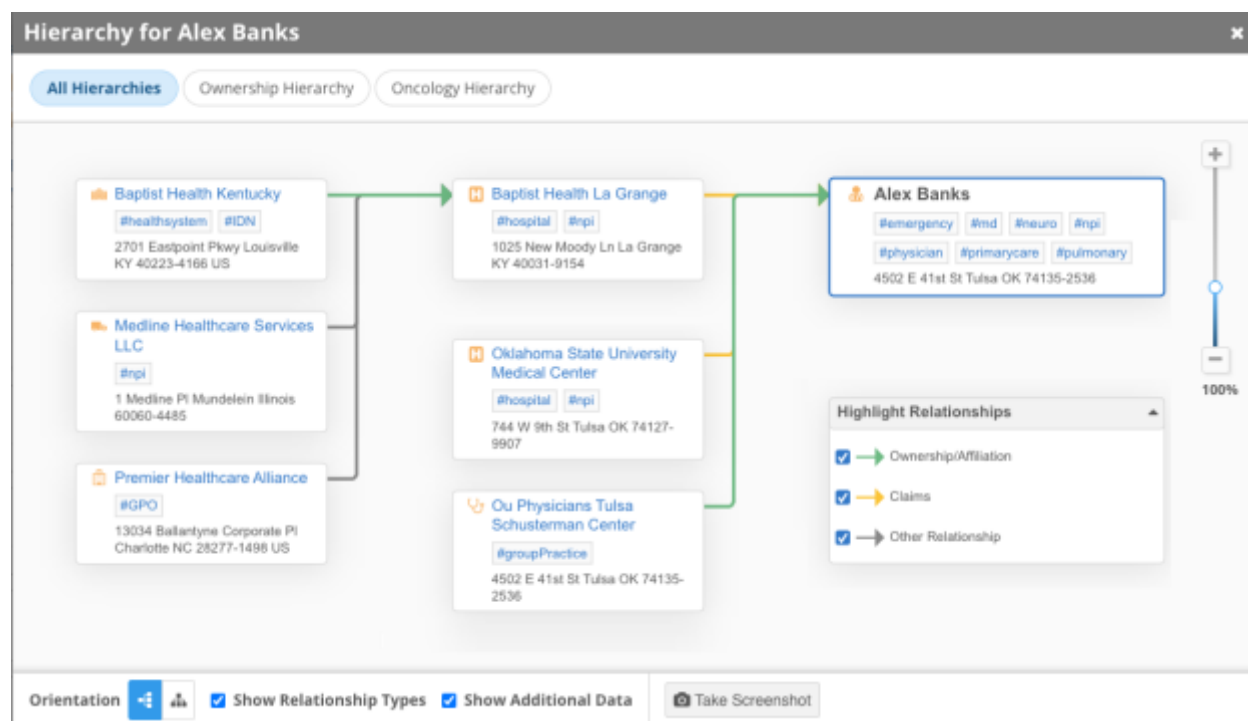 Hierarchy for Alex Banks
All Hierarchies
Ownership Hierarchy
Oncology Hierarchy
Baptist Health Kentucky
#healthsystem #IDN
2701 Eastpoint Pkwy Louisville
KY 40223-4166 US
Medline Healthcare Services
LLC
#npi
1 Medline Pl Mundelein Illinois
60060-4485
Premier Healthcare Alliance
#GPO
13034 Ballantyne Corporate Pl
Charlotte NC 28277-1498 US
Baptist Health La Grange
#hospital #npi
1025 New Moody Ln La Grange
KY 40031-9154
Oklahoma State University
Medical Center
#hospital #npi
744 W 9th St Tulsa OK 74127-
9907
Ou Physicians Tulsa
Schusterman Center
#groupPractice
4502 E 41st St Tulsa OK 74135-
2536
Alex Banks
#emergency #md #neuro #npi
#physician #primarycare #pulmonary
4502 E 41st St Tulsa OK 74135-2536
100%
Highlight Relationships
Ownership/Affiliation
Claims
Other Relationship
Orientation
Show Relationship Types
Show Additional Data
Take Screenshot